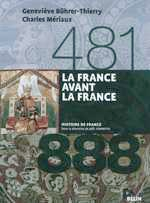 Geneviève Bührer-Thierry
Charles Mériaux
481
LA FRANCE
AVANT
LA FRANCE
HISTOIRE DE FRANCE
888
BELIN